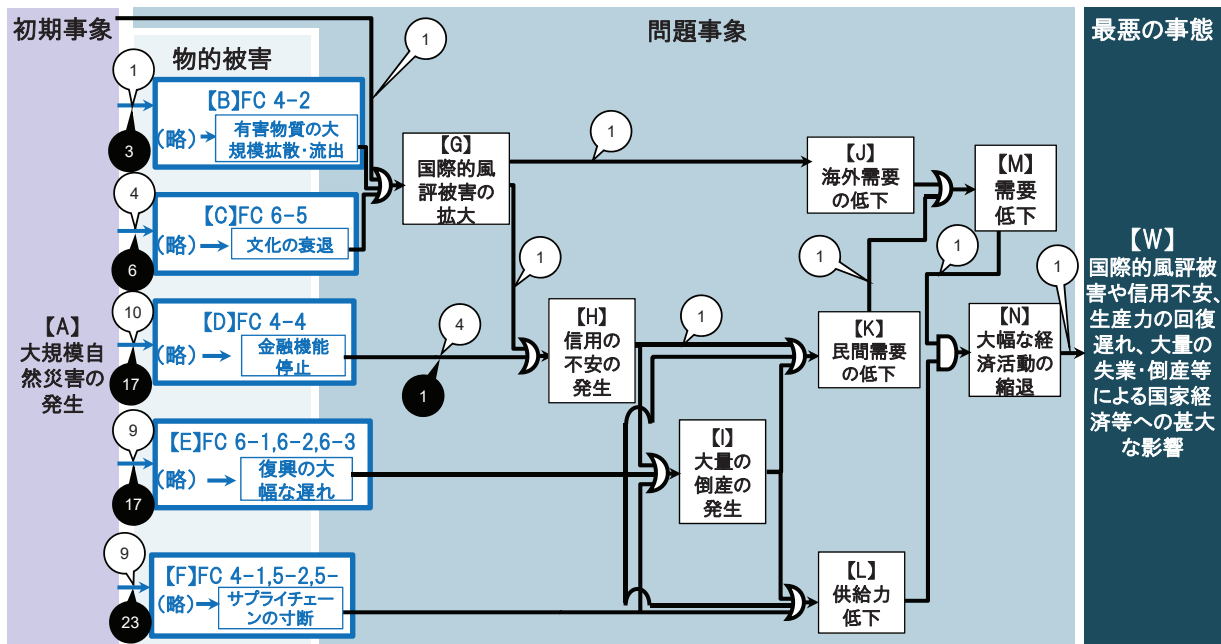 初期事象
問題事象
最悪の事態
物的被害
【A】
大規模自
然災害の
発生
1
3
【B】FC 4-2
(略)
有害物質の大
規模拡散・流出
4
6
【C】FC 6-5
(略)
文化の衰退
10
17
【D】FC 4-4
(略)
金融機能
停止
9
17
【E】FC 6-1,6-2,6-3
(略)
復興の大
幅な遅れ
9
23
【F】FC 4-1,5-2,5-
(略)
サプライチェー
ンの寸断
1
【G】
国際的風
評被害の
拡大
1
1
4
1
【H】
信用の
不安の
発生
1
【I】
大量の
倒産の
発生
【J】
海外需要
の低下
1
【K】
民間需要
の低下
【L】
供給力
低下
【M】
需要
低下
1
【N】
大幅な経
済活動の
縮退
1
【W】
国際的風評被
害や信用不安、
生産力の回復
遅れ、大量の
失業・倒産等
による国家経
済等への甚大
な影響